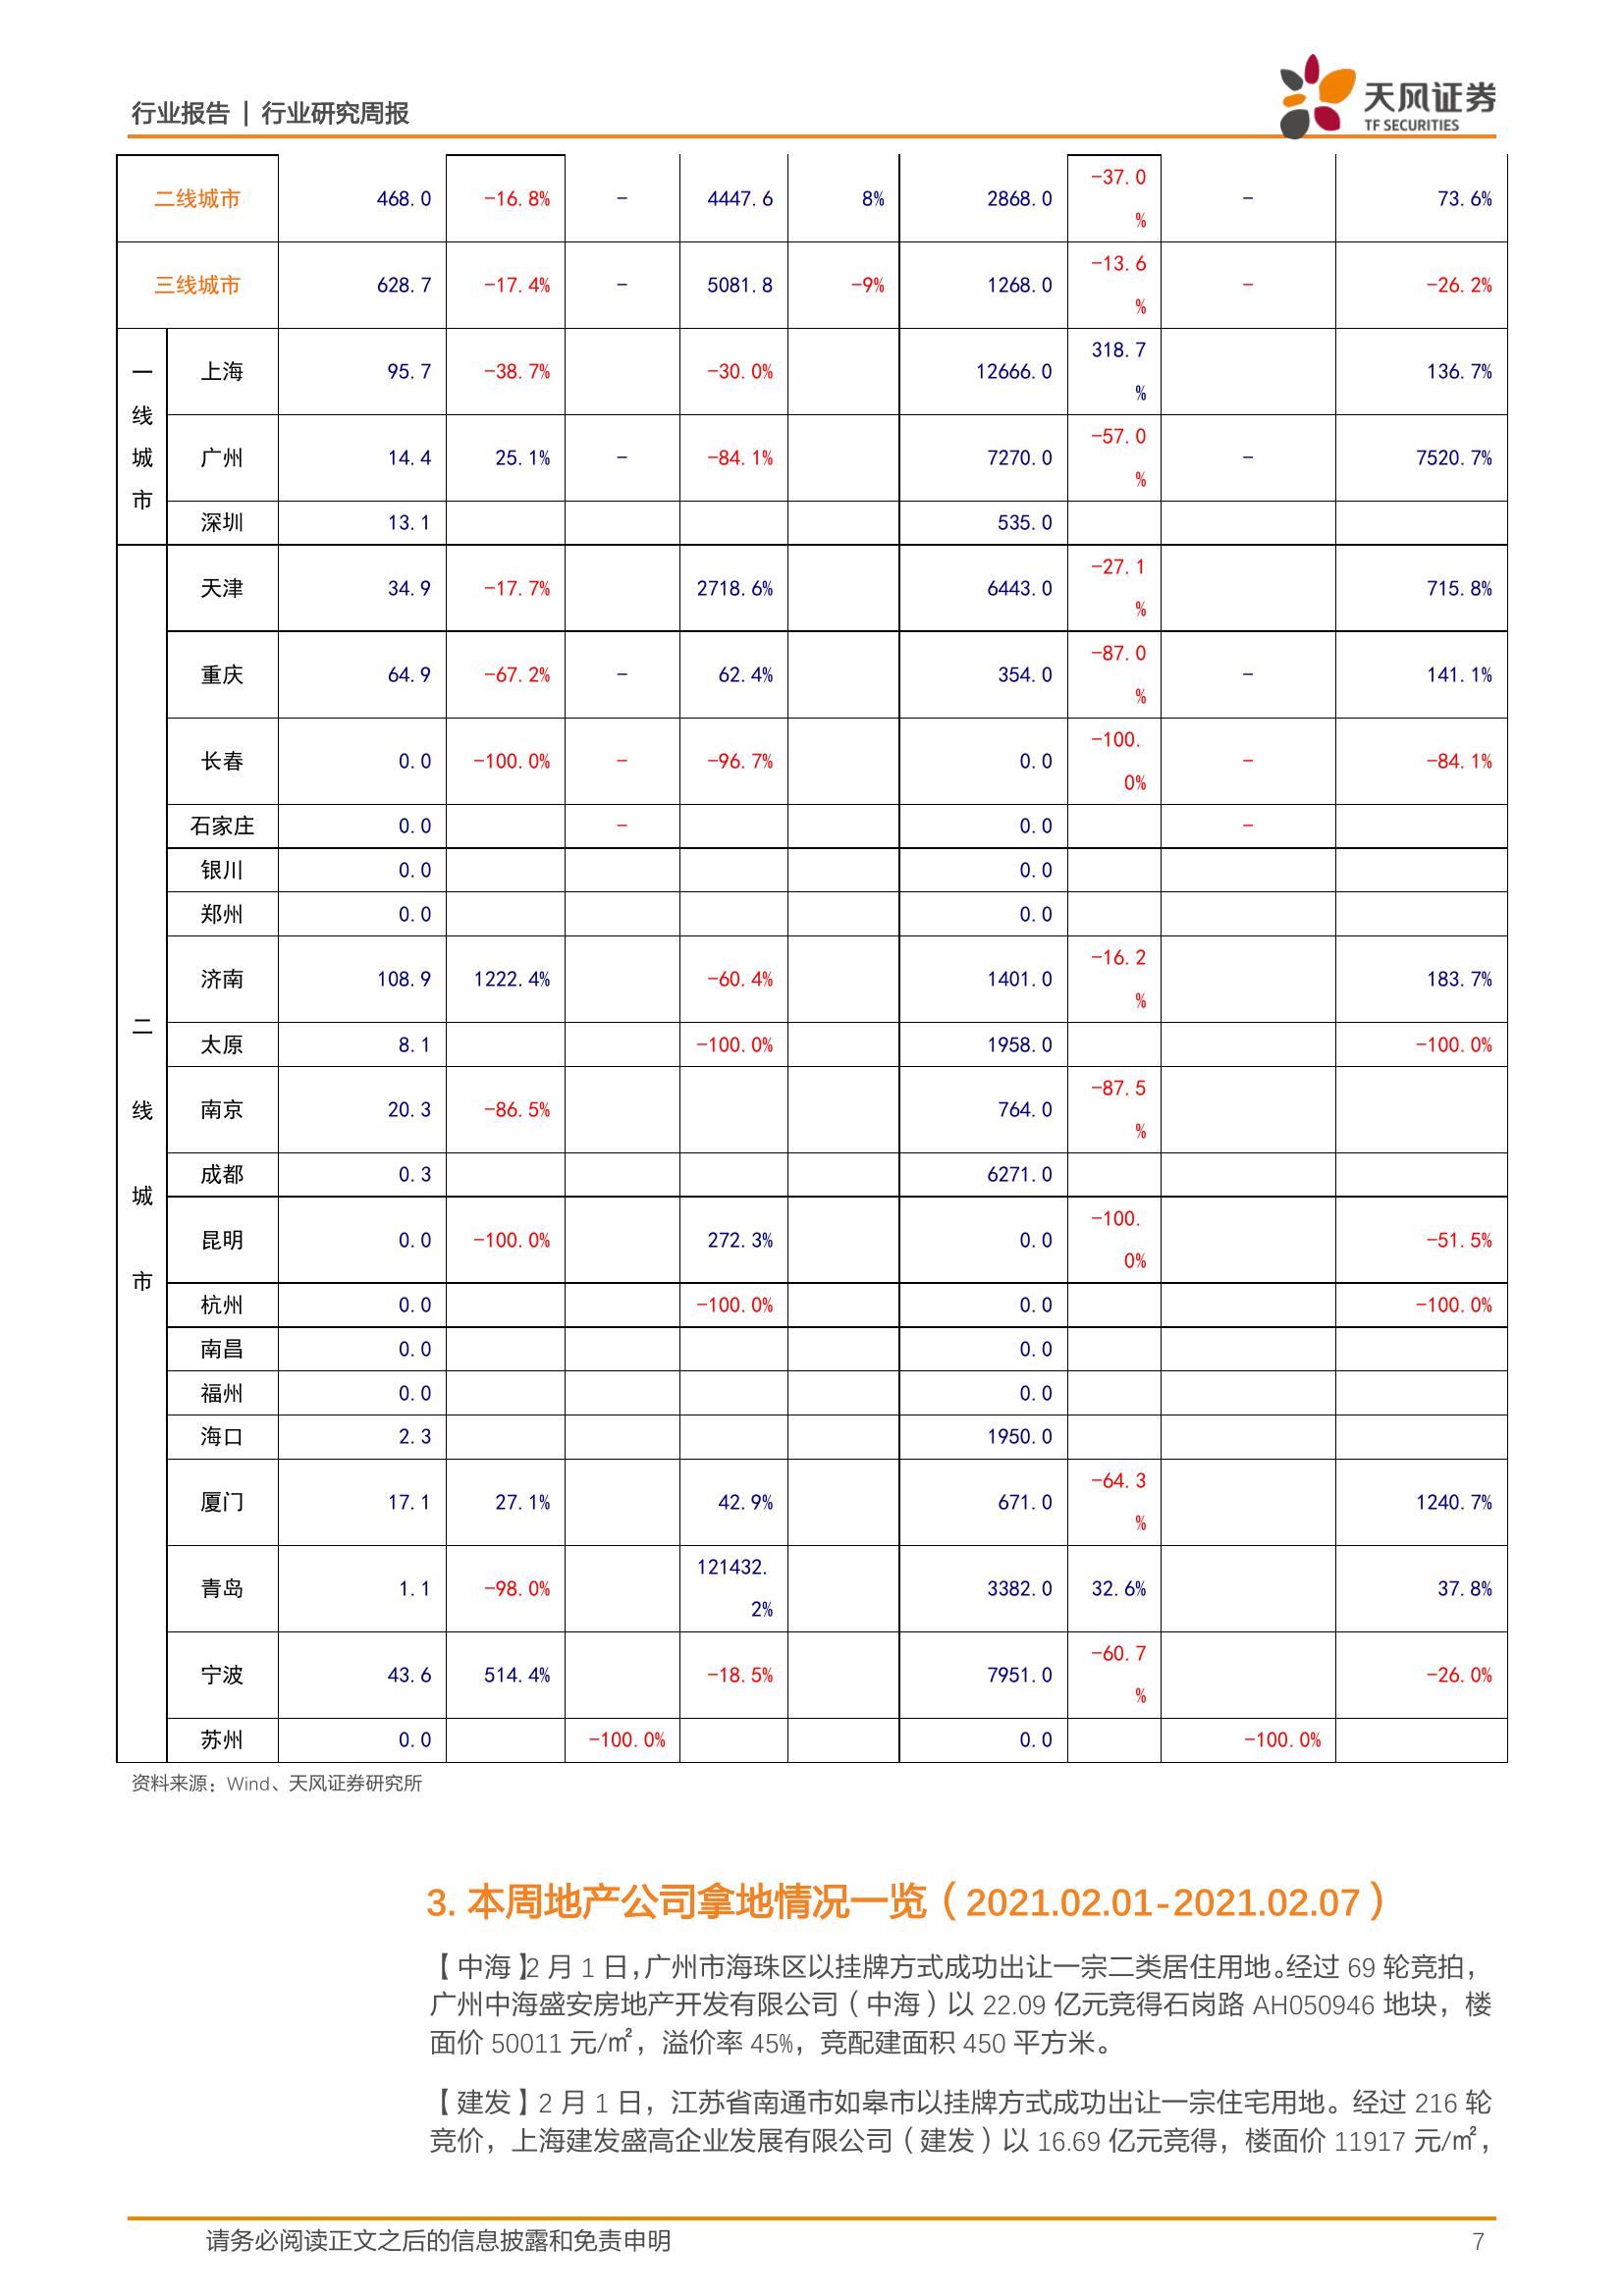 行业报告 | 行业研究周报
天风证券
TF SECURITIES
二线城市 468.0 -16.8% - 4447.6 8% 2868.0 -37.0% - 73.6%
三线城市 628.7 -17.4% - 5081.8 -9% 1268.0 -13.6% - -26.2%
一线城市
上海 95.7 -38.7% -30.0% 12666.0 318.7% 136.7%
广州 14.4 25.1% - -84.1% 7270.0 -57.0% - 7520.7%
深圳 13.1 535.0
二线城市
天津 34.9 -17.7% 2718.6% 6443.0 -27.1% 715.8%
重庆 64.9 -67.2% - 62.4% 354.0 -87.0% - 141.1%
长春 0.0 -100.0% - -96.7% 0.0 -100.0% - -84.1%
石家庄 0.0 - 0.0 -
银川 0.0 0.0
郑州 0.0 0.0
济南 108.9 1222.4% -60.4% 1401.0 -16.2% 183.7%
太原 8.1 -100.0% 1958.0 -100.0%
南京 20.3 -86.5% 764.0 -87.5%
成都 0.3 6271.0
昆明 0.0 -100.0% 272.3% 0.0 -100.0% -51.5%
杭州 0.0 -100.0% 0.0 -100.0%
南昌 0.0 0.0
福州 0.0 0.0
海口 2.3 1950.0
厦门 17.1 27.1% 42.9% 671.0 -64.3% 1240.7%
青岛 1.1 -98.0% 121432.2% 3382.0 32.6% 37.8%
宁波 43.6 514.4% -18.5% 7951.0 -60.7% -26.0%
苏州 0.0 -100.0% 0.0 -100.0%
资料来源：Wind、天风证券研究所
3. 本周地产公司拿地情况一览（2021.02.01-2021.02.07）
【中海】2 月 1 日，广州市海珠区以挂牌方式成功出让一宗二类居住用地。经过 69 轮竞拍，
广州中海盛安房地产开发有限公司（中海）以 22.09 亿元竞得石岗路 AH050946 地块，楼
面价 50011 元/㎡，溢价率 45%，竞配建面积 450 平方米。
【建发】2 月 1 日，江苏省南通市如皋市以挂牌方式成功出让一宗住宅用地。经过 216 轮
竞价，上海建发盛高企业发展有限公司（建发）以 16.69 亿元竞得，楼面价 11917 元/㎡，
请务必阅读正文之后的信息披露和免责申明 7